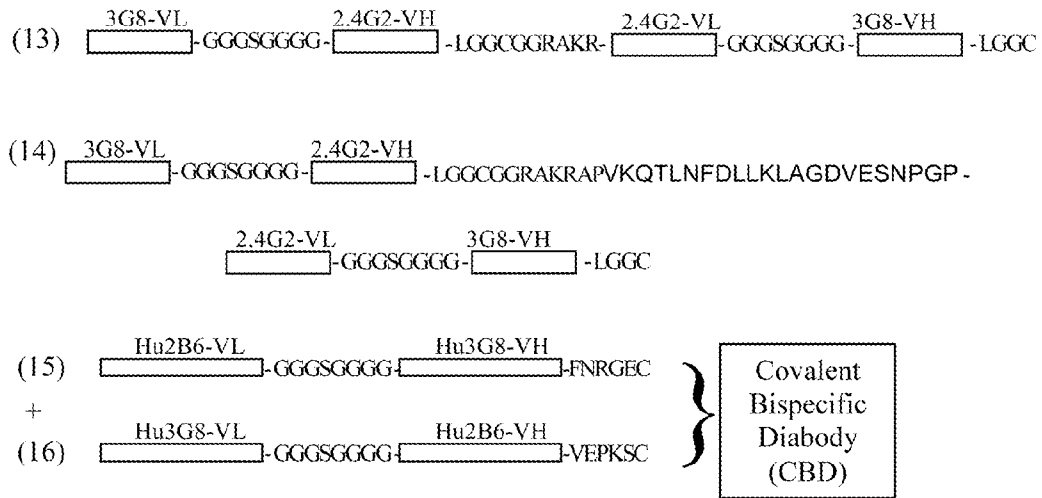 3G8-VL 2.4G2-VH 2.4G2-VL 3G8-VH
(13) -GGGSGGGG- -LGGCGGRAKR- -GGGSGGGG- -LGGC
(14) 3G8-VL 2.4G2-VH
-GGGSGGGG- -LGGCGGRAKRAPVKQTLNFDLLKLAGDVESNPGP -
2.4G2-VL 3G8-VH
-GGGSGGGG- -LGGC
Hu2B6-VL Hu3G8-VH
(15) -GGGSGGGG- -FNRGEC
+
Hu3G8-VL Hu2B6-VH
(16) -GGGSGGGG- -VEPKSC
Covalent
Bispecific
Diabody
(CBD)